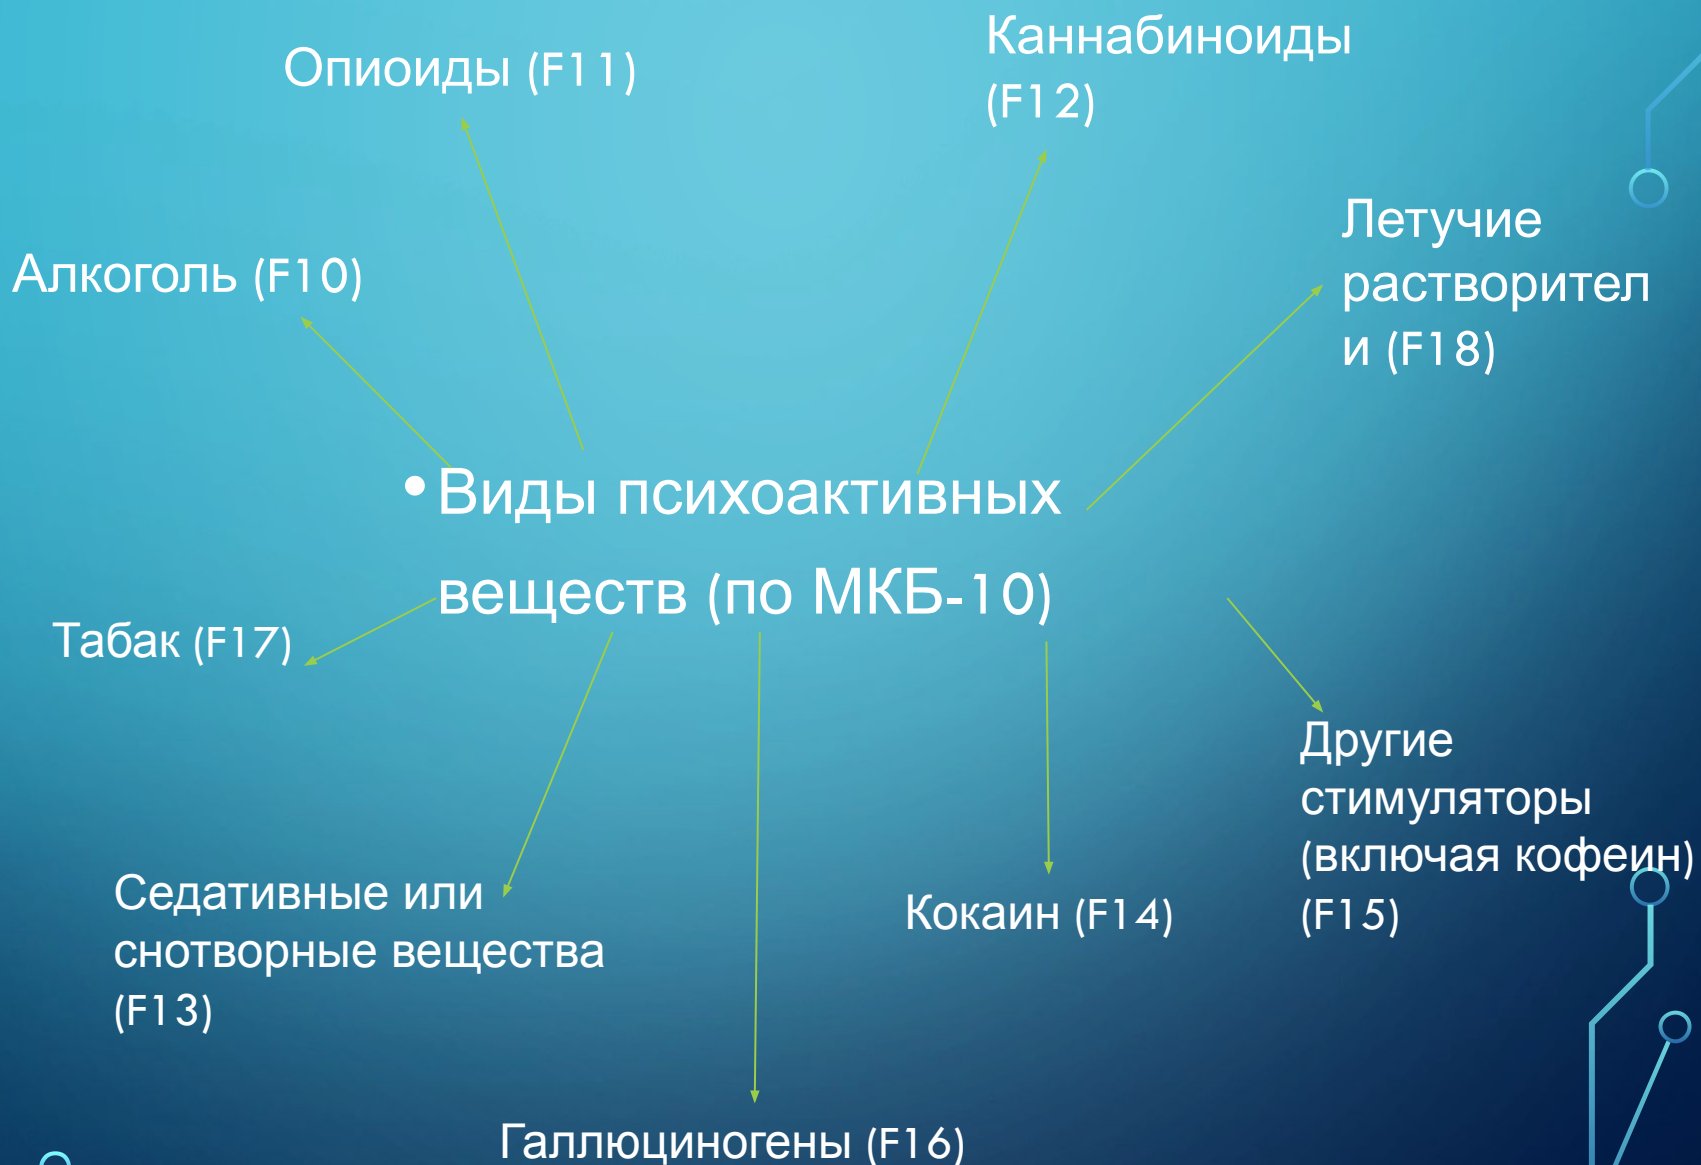 Опиоиды (F11)
Каннабиноиды
(F12)
Летучие
растворител
и (F18)
Алкоголь (F10)
• Виды психоактивных
веществ (по МКБ-10)
Табак (F17)
Другие
стимуляторы
(включая кофеин)
(F15)
Седативные или
снотворные вещества
(F13)
Кокаин (F14)
Галлюциногены (F16)